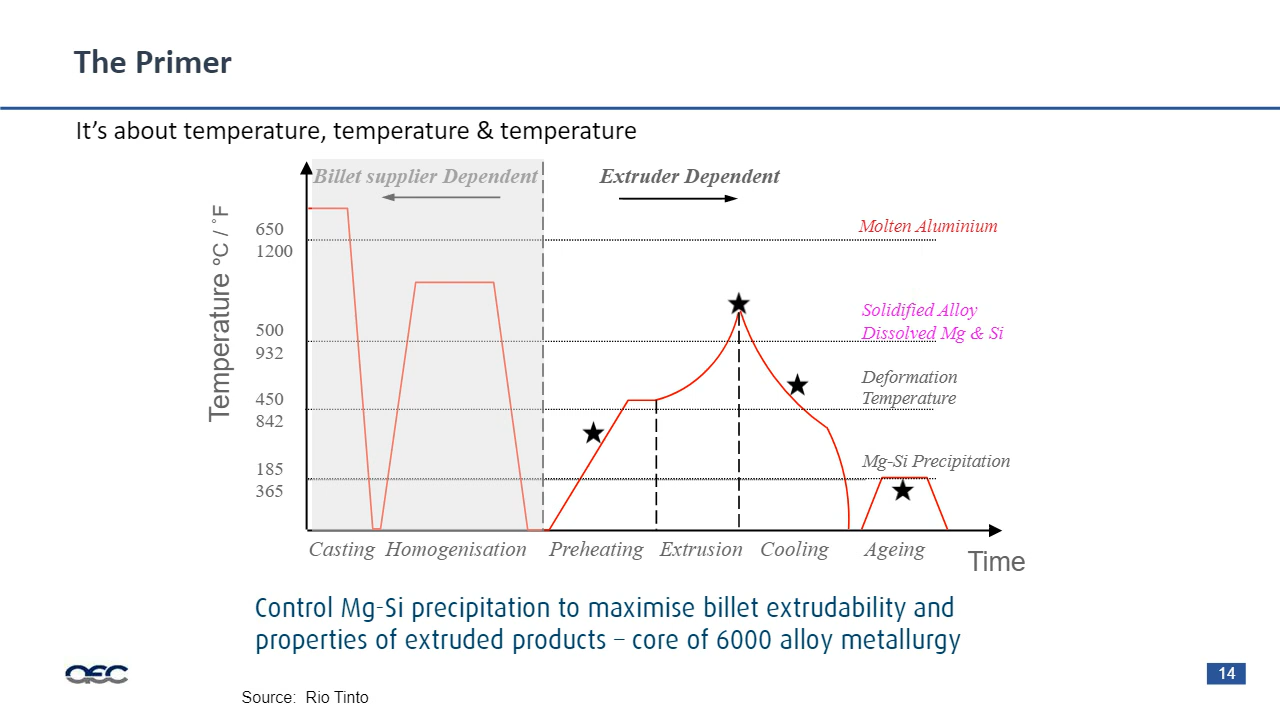 The Primer
It’s about temperature, temperature & temperature
Billet supplier Dependent
Extruder Dependent
Temperature ºC / ˚F
650
1200
500
932
450
842
185
365
Molten Aluminium
Solidified Alloy
Dissolved Mg & Si
Deformation
Temperature
Mg-Si Precipitation
Casting Homogenisation Preheating Extrusion Cooling Ageing
Time
Control Mg-Si precipitation to maximise billet extrudability and
properties of extruded products – core of 6000 alloy metallurgy
AEC
14
Source: Rio Tinto